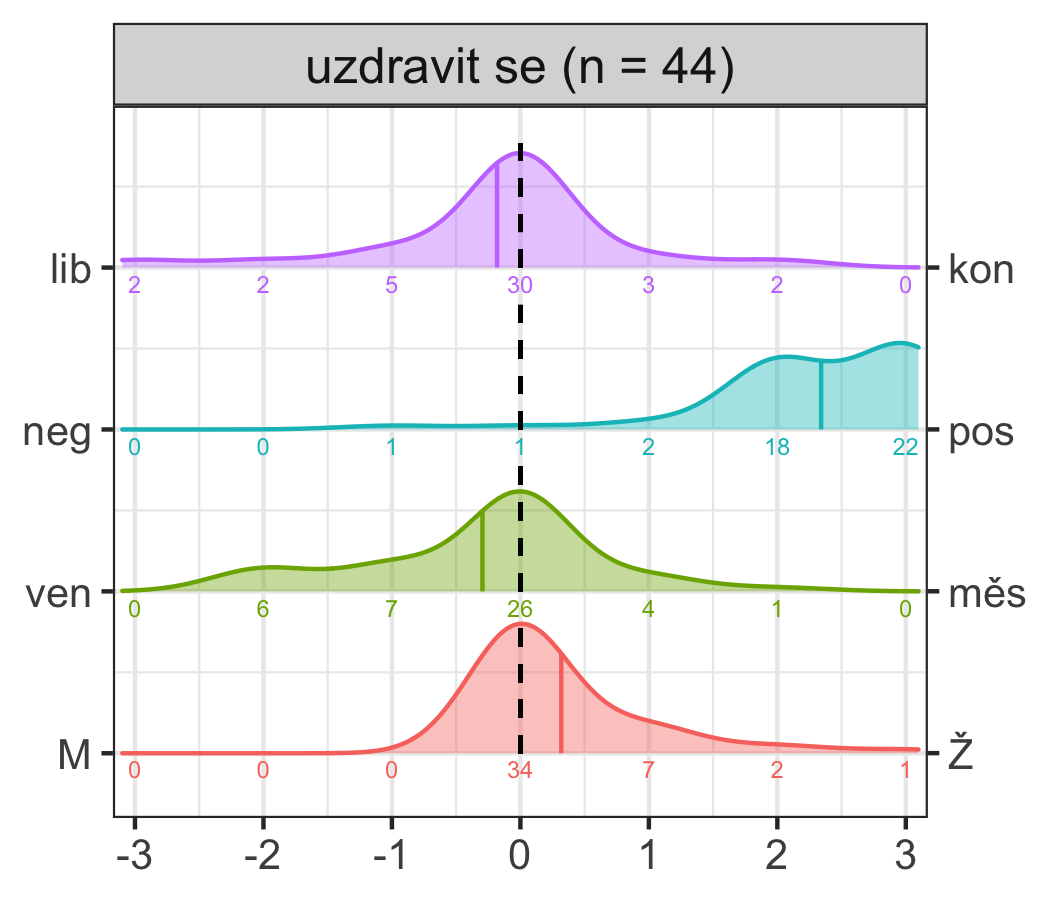 uzdravit se (n = 44)
lib kon
2 2 5 30 3 2 0
neg pos
0 0 1 1 2 18 22
ven měs
0 6 7 26 4 1 0
M Ž
0 0 0 34 7 2 1
-3 -2 -1 0 1 2 3